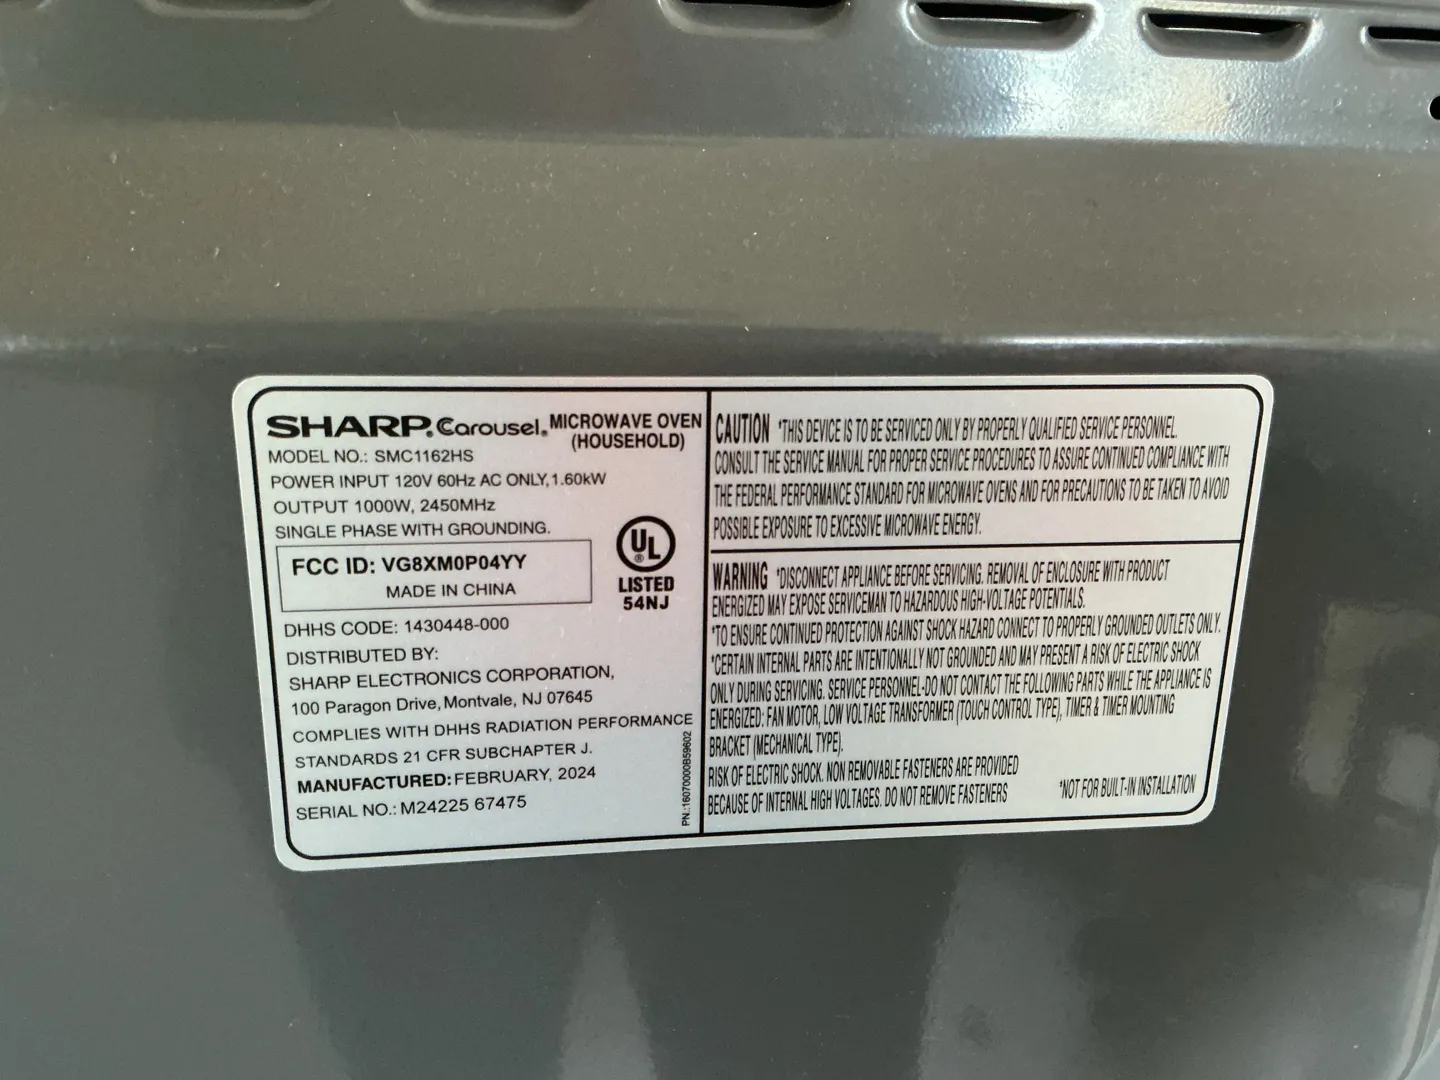 SHARP® Carousel® MICROWAVE OVEN
(HOUSEHOLD)
MODEL NO.: SMC1162HS
POWER INPUT 120V 60Hz AC ONLY, 1.60kW
OUTPUT 1000W, 2450MHz
SINGLE PHASE WITH GROUNDING.
FCC ID: VG8XM0P04YY
MADE IN CHINA
UL®
LISTED
54NJ
DHHS CODE: 1430448-000
DISTRIBUTED BY:
SHARP ELECTRONICS CORPORATION,
100 Paragon Drive, Montvale, NJ 07645
COMPLIES WITH DHHS RADIATION PERFORMANCE
STANDARDS 21 CFR SUBCHAPTER J.
MANUFACTURED: FEBRUARY, 2024
SERIAL NO.: M24225 67475
PN.:16070000B59602
CAUTION *THIS DEVICE IS TO BE SERVICED ONLY BY PROPERLY QUALIFIED SERVICE PERSONNEL.
CONSULT THE SERVICE MANUAL FOR PROPER SERVICE PROCEDURES TO ASSURE CONTINUED COMPLIANCE WITH
THE FEDERAL PERFORMANCE STANDARD FOR MICROWAVE OVENS AND FOR PRECAUTIONS TO BE TAKEN TO AVOID
POSSIBLE EXPOSURE TO EXCESSIVE MICROWAVE ENERGY.
WARNING *DISCONNECT APPLIANCE BEFORE SERVICING. REMOVAL OF ENCLOSURE WITH PRODUCT
ENERGIZED MAY EXPOSE SERVICEMAN TO HAZARDOUS HIGH-VOLTAGE POTENTIALS.
*TO ENSURE CONTINUED PROTECTION AGAINST SHOCK HAZARD CONNECT TO PROPERLY GROUNDED OUTLETS ONLY.
*CERTAIN INTERNAL PARTS ARE INTENTIONALLY NOT GROUNDED AND MAY PRESENT A RISK OF ELECTRIC SHOCK
ONLY DURING SERVICING. SERVICE PERSONNEL-DO NOT CONTACT THE FOLLOWING PARTS WHILE THE APPLIANCE IS
ENERGIZED: FAN MOTOR, LOW VOLTAGE TRANSFORMER (TOUCH CONTROL TYPE), TIMER & TIMER MOUNTING
BRACKET (MECHANICAL TYPE).
RISK OF ELECTRIC SHOCK. NON REMOVABLE FASTENERS ARE PROVIDED
BECAUSE OF INTERNAL HIGH VOLTAGES. DO NOT REMOVE FASTENERS
*NOT FOR BUILT-IN INSTALLATION